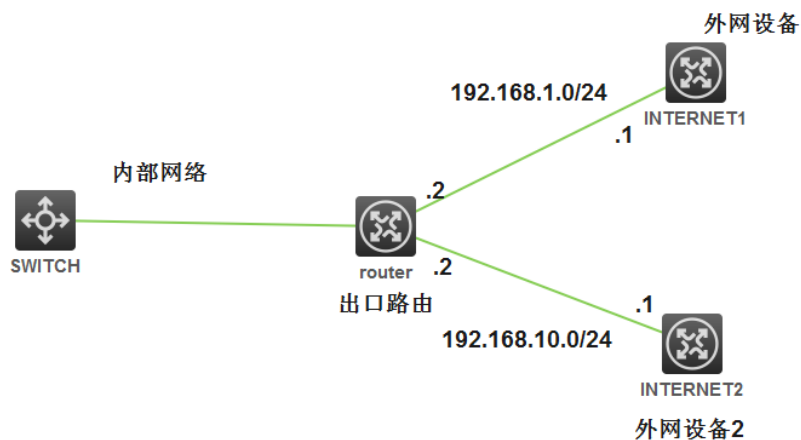 外网设备
192.168.1.0/24
INTERNET1
.1
内部网络
.2
SWITCH
router
.2
出口路由
.1
192.168.10.0/24
INTERNET2
外网设备2